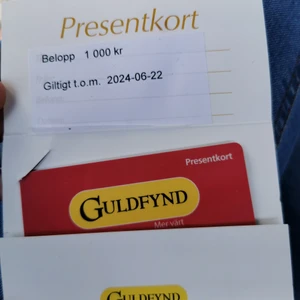 Presentkort
Belopp 1 000 kr
Giltigt t.o.m. 2024-06-22
Presentkort
GULDFYND
Mer värt
GULDFYND